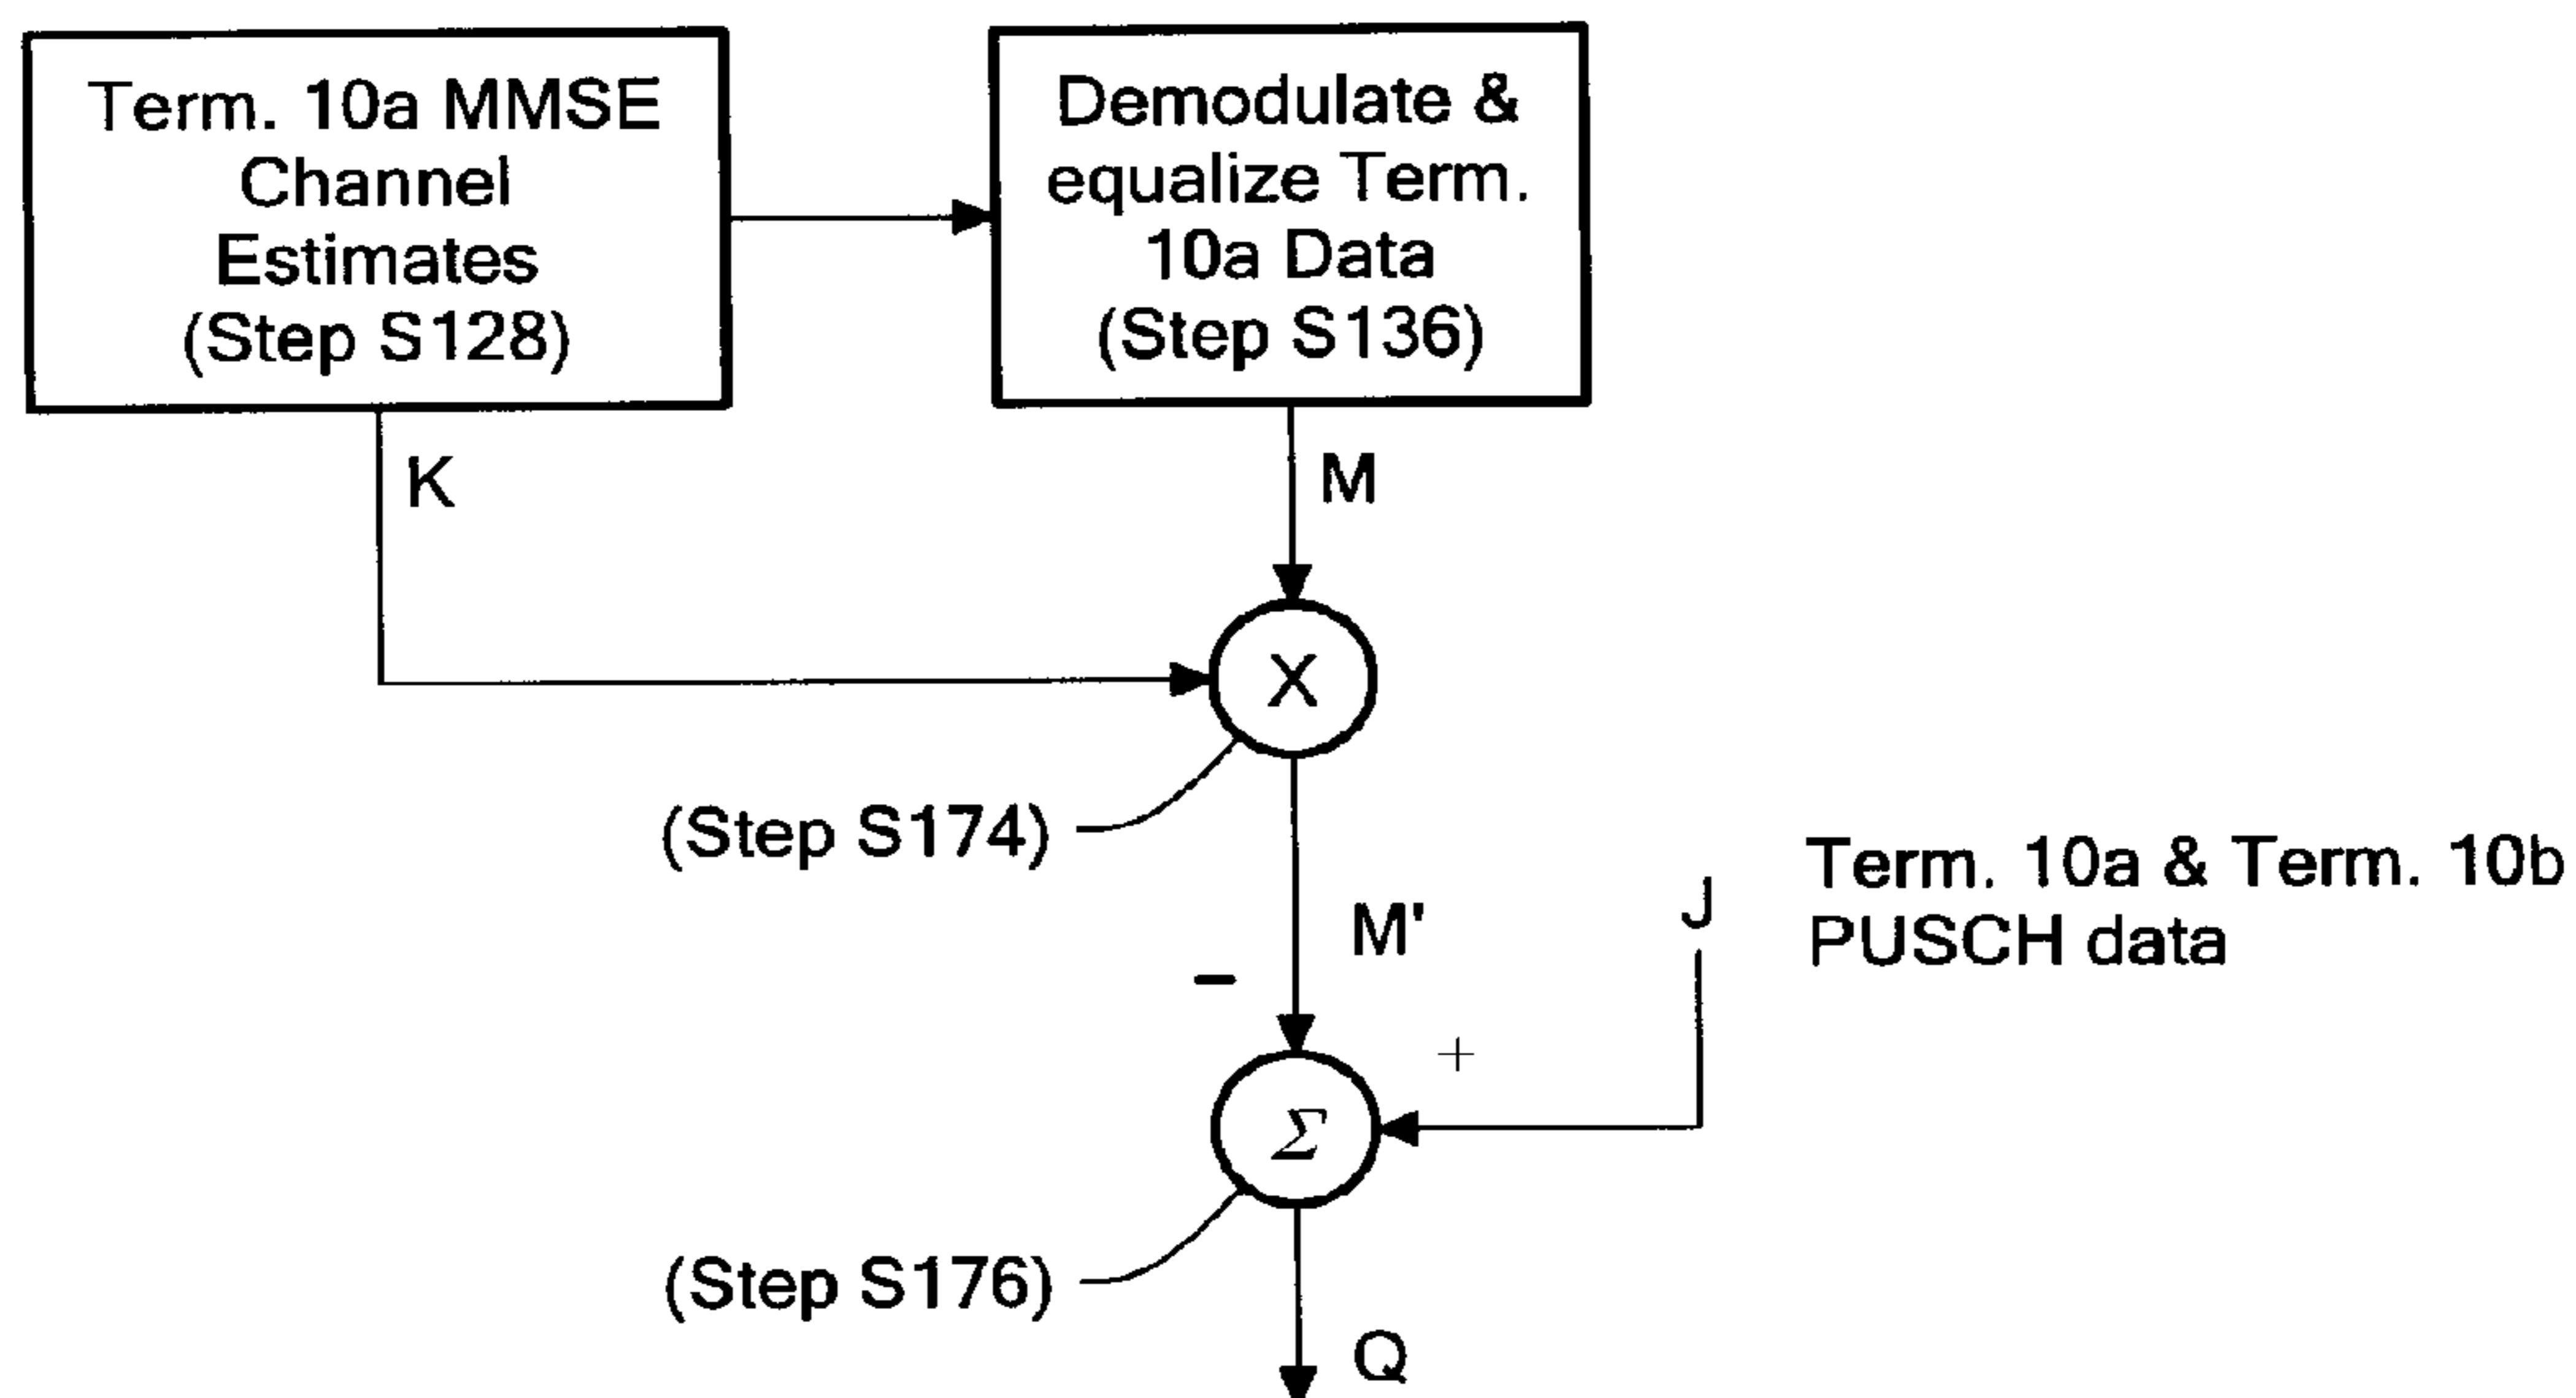 Term. 10a MMSE
Channel
Estimates
(Step S128)
Demodulate &
equalize Term.
10a Data
(Step S136)
K
M
X
(Step S174)
M'
J
Term. 10a & Term. 10b
PUSCH data
−
+
Σ
(Step S176)
Q